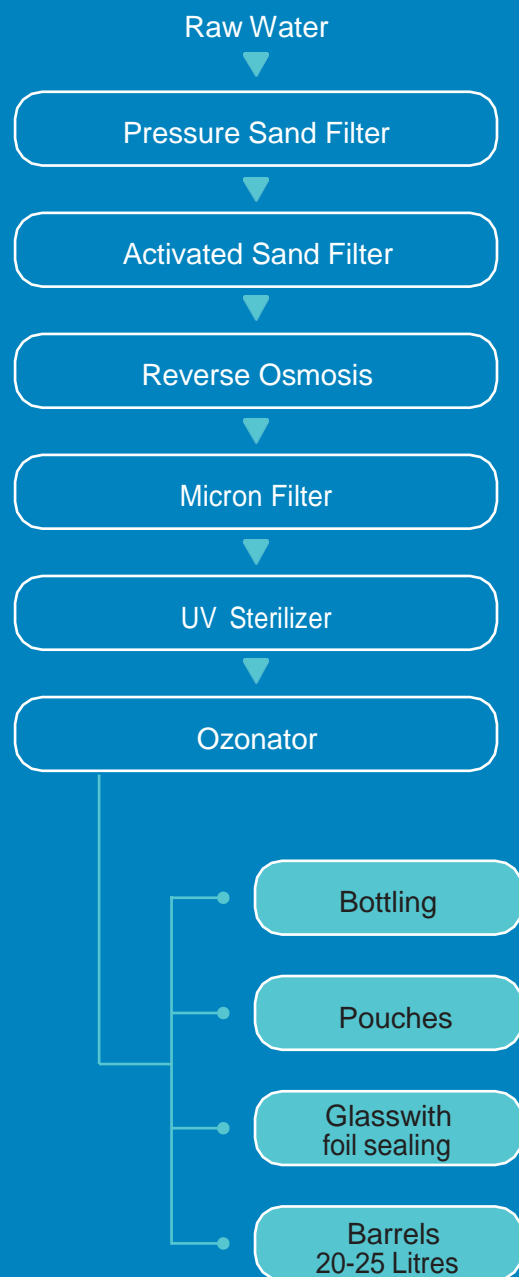 Raw Water
Pressure Sand Filter
Activated Sand Filter
Reverse Osmosis
Micron Filter
UV Sterilizer
Ozonator
Bottling
Pouches
Glasswith
foil sealing
Barrels
20-25 Litres